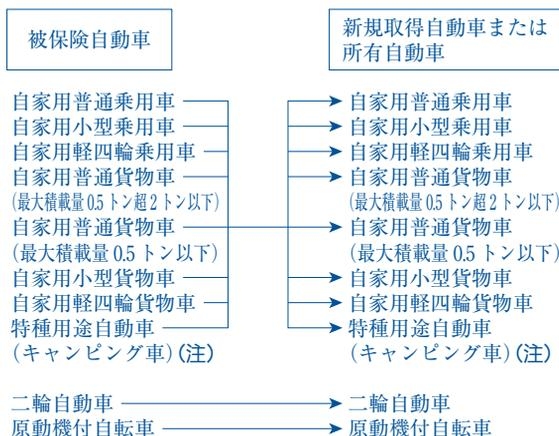 被保険自動車
新規取得自動車または
所有自動車
自家用普通乗用車
自家用小型乗用車
自家用軽四輪乗用車
自家用普通貨物車
(最大積載量0.5トン超2トン以下)
自家用普通貨物車
(最大積載量0.5トン以下)
自家用小型貨物車
自家用軽四輪貨物車
特種用途自動車
(キャンピング車)(注)
自家用普通乗用車
自家用小型乗用車
自家用軽四輪乗用車
自家用普通貨物車
(最大積載量0.5トン超2トン以下)
自家用普通貨物車
(最大積載量0.5トン以下)
自家用小型貨物車
自家用軽四輪貨物車
特種用途自動車
(キャンピング車)(注)
二輪自動車
原動機付自転車
二輪自動車
原動機付自転車